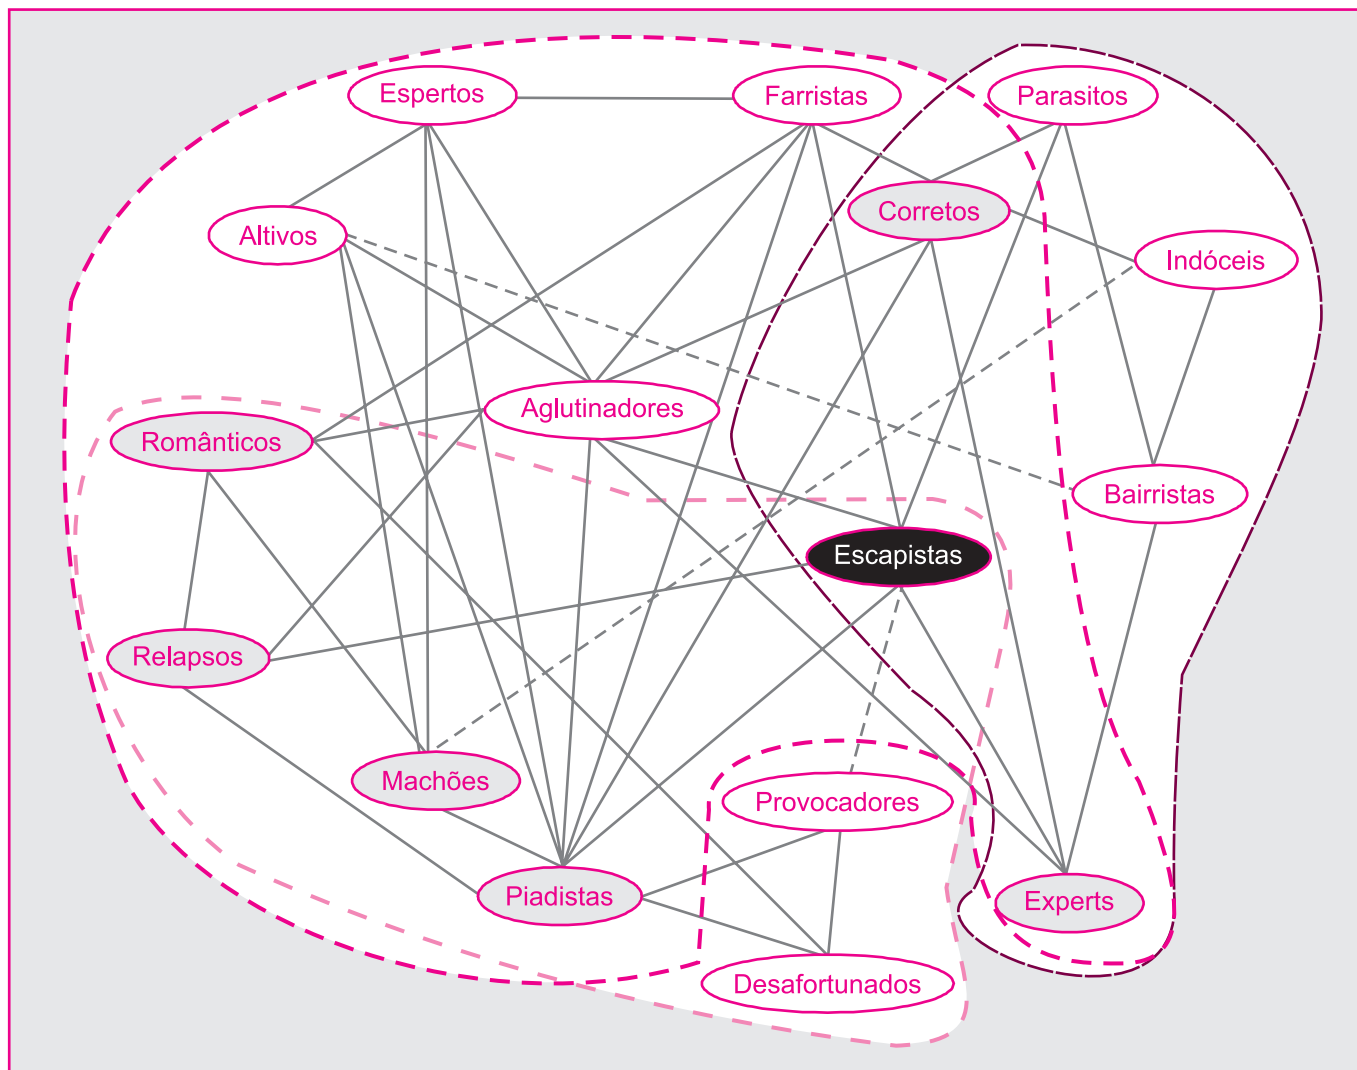 Espertos
Farristas
Parasitos
Corretos
Altivos
Indóceis
Aglutinadores
Românticos
Bairristas
Escapistas
Relapsos
Machões
Provocadores
Piadistas
Experts
Desafortunados